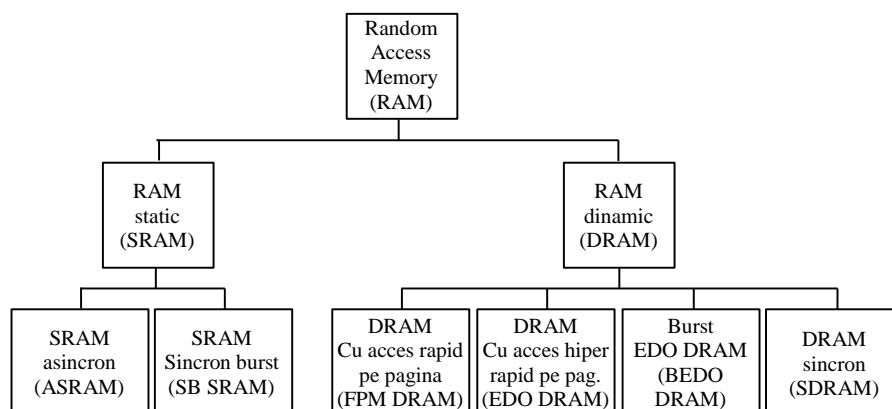 Random
Access
Memory
(RAM)
RAM
static
(SRAM)
RAM
dinamic
(DRAM)
SRAM
asincron
(ASRAM)
SRAM
Sincron burst
(SB SRAM)
DRAM
Cu acces rapid
pe pagina
(FPM DRAM)
DRAM
Cu acces hiper
rapid pe pag.
(EDO DRAM)
Burst
EDO DRAM
(BEDO
DRAM)
DRAM
sincron
(SDRAM)